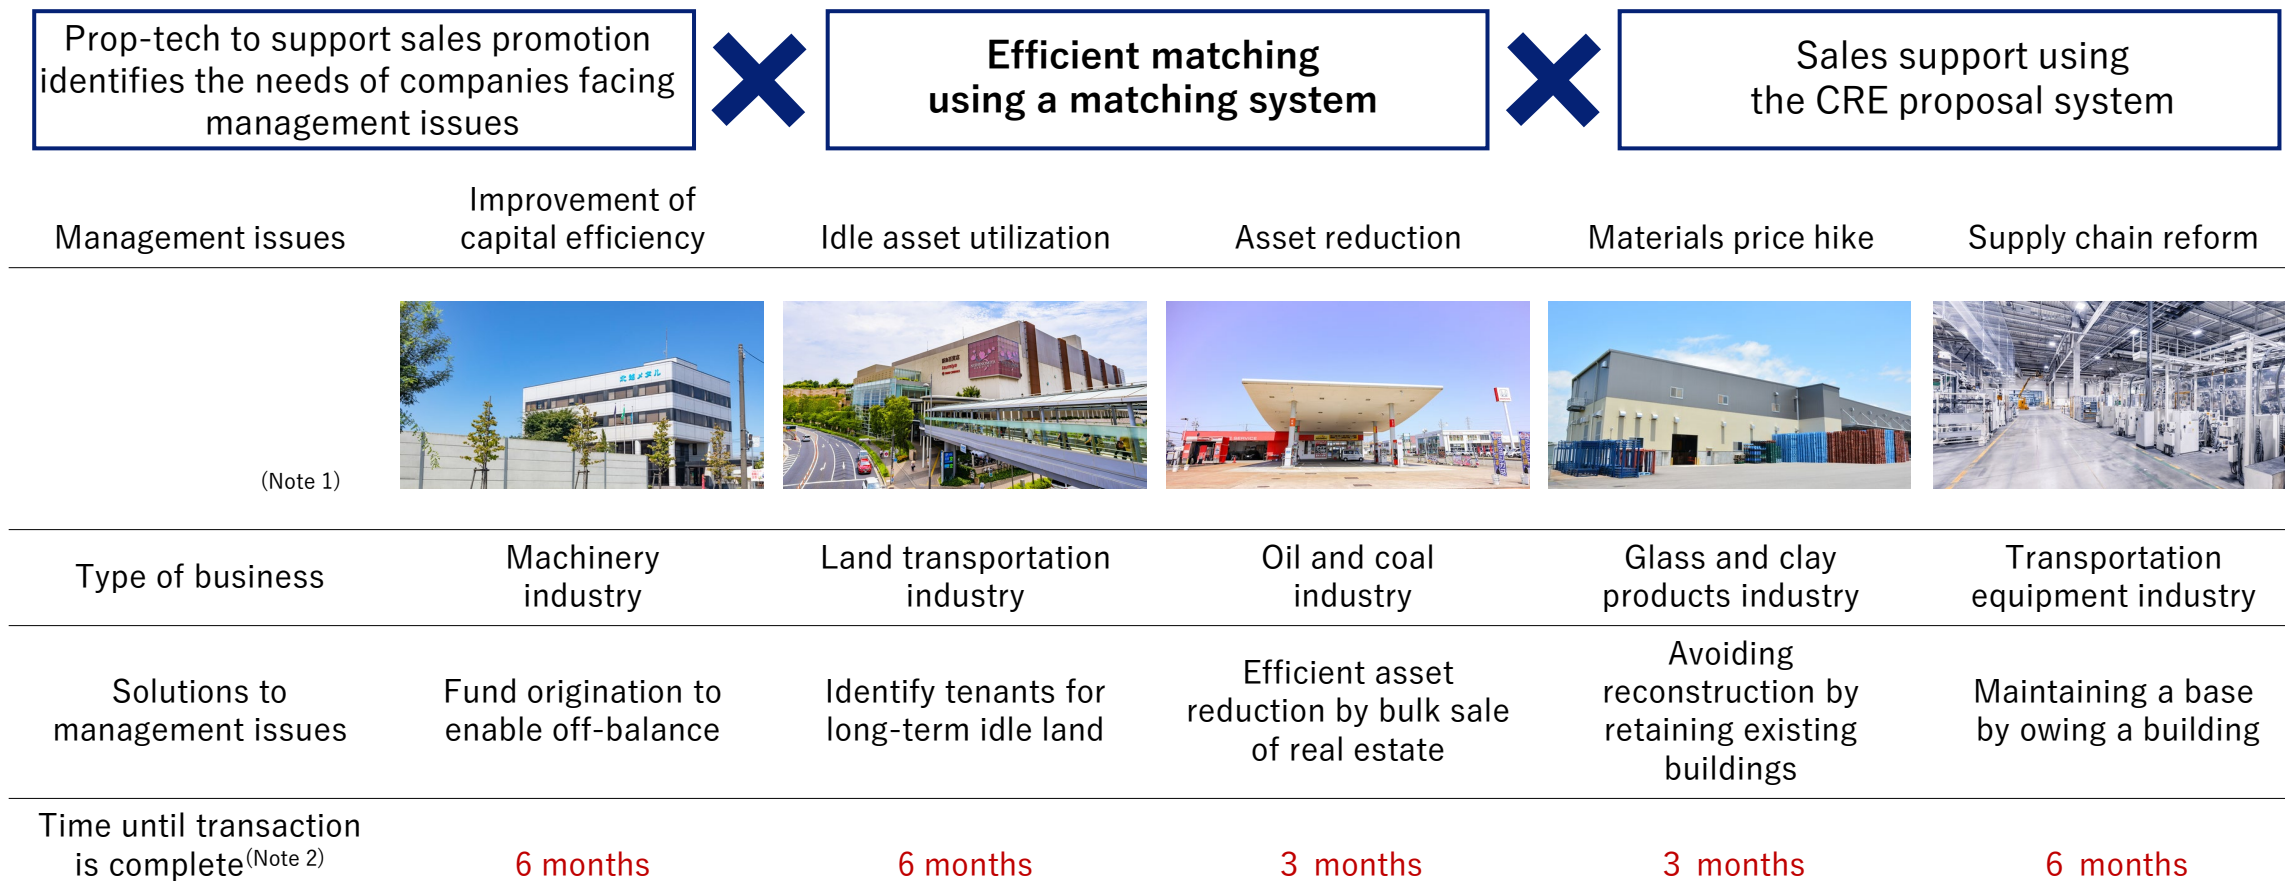 Prop-tech to support sales promotion
identifies the needs of companies facing
management issues
Efficient matching
using a matching system
Sales support using
the CRE proposal system
Management issues
Improvement of
capital efficiency
Idle asset utilization
Asset reduction
Materials price hike
Supply chain reform
(Note 1)
Type of business
Machinery
industry
Land transportation
industry
Oil and coal
industry
Glass and clay
products industry
Transportation
equipment industry
Solutions to
management issues
Fund origination to
enable off-balance
Identify tenants for
long-term idle land
Efficient asset
reduction by bulk sale
of real estate
Avoiding
reconstruction by
retaining existing
buildings
Maintaining a base
by owing a building
Time until transaction
is complete(Note 2)
6 months
6 months
3 months
3 months
6 months